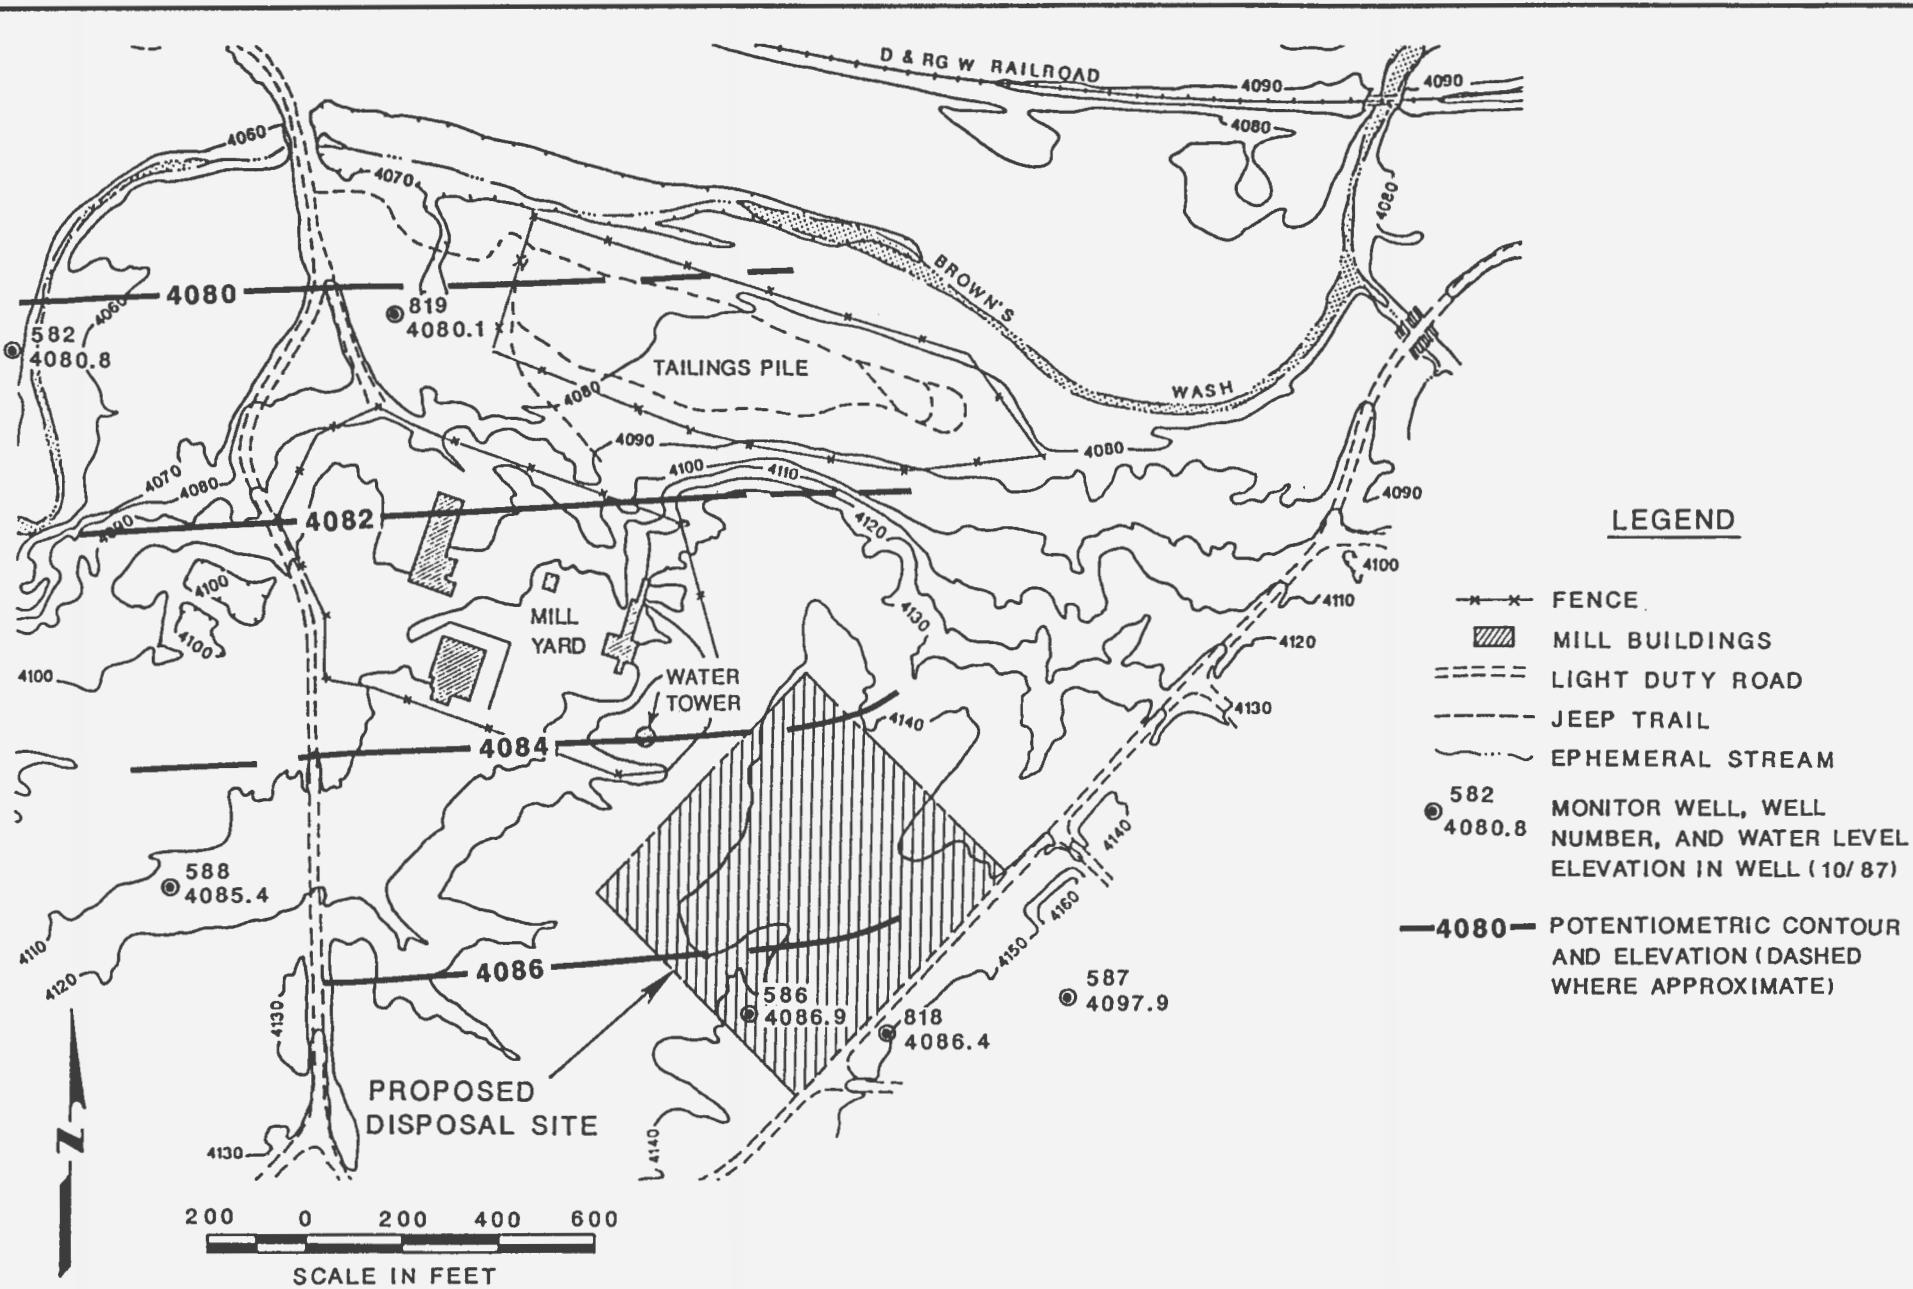 D & RG W RAILROAD
4090
4090
4080
4060
4070
4080
BROWN'S
WASH
4080
819
4080.1
4060
582
4080.8
TAILINGS PILE
4080
4090
4080
4100
4110
4070
4080
4090
4082
4120
4090
4100
4110
4120
4130
4100
4100
4100
MILL
YARD
4130
WATER
TOWER
4140
4084
4140
588
4085.4
4160
4150
4110
4120
4086
4130
586
4086.9
818
4086.4
587
4097.9
PROPOSED
DISPOSAL SITE
4130
4140
N
200 0 200 400 600
SCALE IN FEET
LEGEND
FENCE
MILL BUILDINGS
LIGHT DUTY ROAD
JEEP TRAIL
EPHEMERAL STREAM
582
4080.8
MONITOR WELL, WELL
NUMBER, AND WATER LEVEL
ELEVATION IN WELL (10/87)
4080
POTENTIOMETRIC CONTOUR
AND ELEVATION (DASHED
WHERE APPROXIMATE)